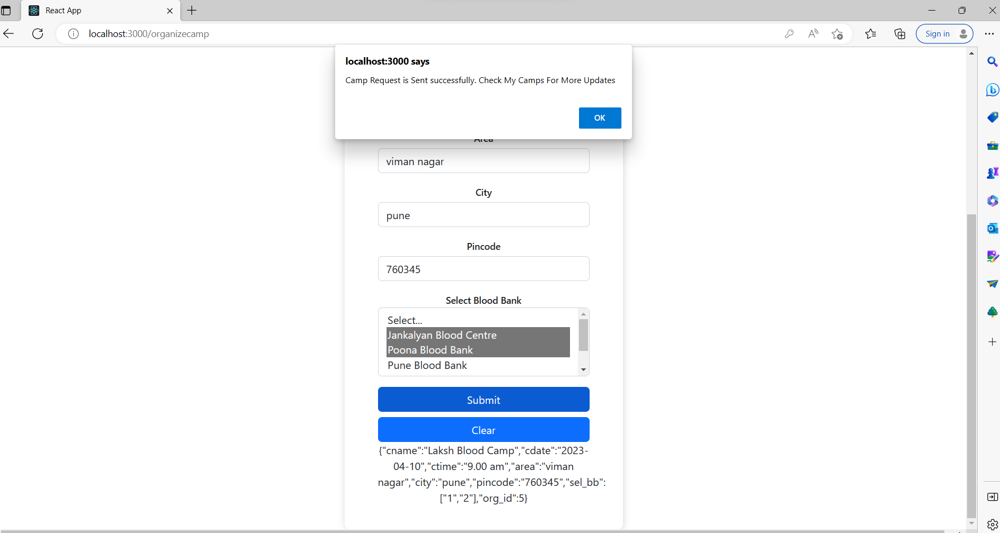 React App
localhost:3000/organizecamp
Sign in
localhost:3000 says
Camp Request is Sent successfully. Check My Camps For More Updates
OK
Area
viman nagar
City
pune
Pincode
760345
Select Blood Bank
Select...
Jankalyan Blood Centre
Poona Blood Bank
Pune Blood Bank
Submit
Clear
{"cname":"Laksh Blood Camp","cdate":"2023-
04-10","ctime":"9.00 am","area":"viman
nagar","city":"pune","pincode":"760345","sel_bb":
["1","2"],"org_id":5}